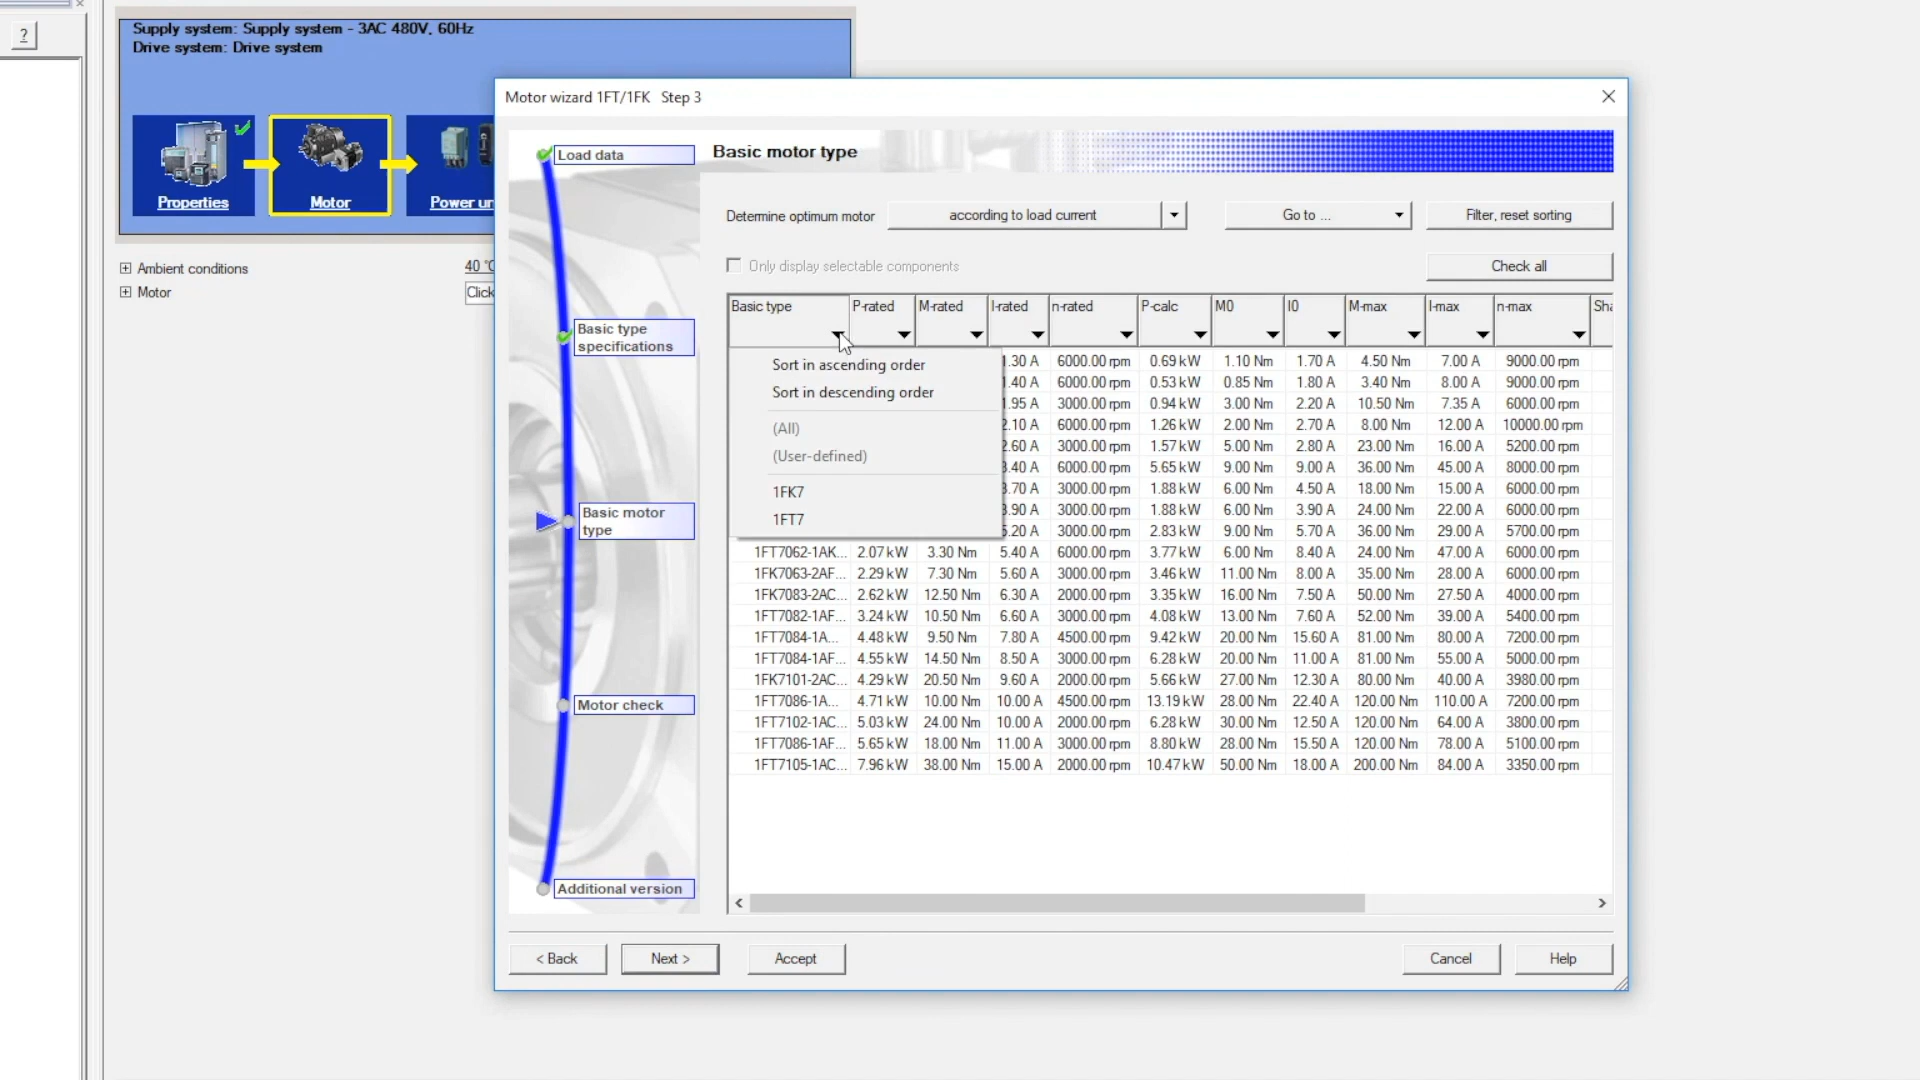 ?
Supply system: Supply system - 3AC 480V, 60Hz
Drive system: Drive system
Properties
Motor
Power un
Ambient conditions
40 °C
Motor
Click
Motor wizard 1FT/1FK Step 3
Load data
Basic type
specifications
Basic motor
type
Motor check
Additional version
Basic motor type
Determine optimum motor
according to load current
Go to ...
Filter, reset sorting
Only display selectable components
Check all
Basic type P-rated M-rated I-rated n-rated P-calc M0 I0 M-max I-max n-max Sha
Sort in ascending order
Sort in descending order
(All)
(User-defined)
1FK7
1FT7
.30 A 6000.00 rpm 0.69 kW 1.10 Nm 1.70 A 4.50 Nm 7.00 A 9000.00 rpm
.40 A 6000.00 rpm 0.53 kW 0.85 Nm 1.80 A 3.40 Nm 8.00 A 9000.00 rpm
.95 A 3000.00 rpm 0.94 kW 3.00 Nm 2.20 A 10.50 Nm 7.35 A 6000.00 rpm
2.10 A 6000.00 rpm 1.26 kW 2.00 Nm 2.70 A 8.00 Nm 12.00 A 10000.00 rpm
2.60 A 3000.00 rpm 1.57 kW 5.00 Nm 2.80 A 23.00 Nm 16.00 A 5200.00 rpm
3.40 A 6000.00 rpm 5.65 kW 9.00 Nm 9.00 A 36.00 Nm 45.00 A 8000.00 rpm
3.70 A 3000.00 rpm 1.88 kW 6.00 Nm 4.50 A 18.00 Nm 15.00 A 6000.00 rpm
3.90 A 3000.00 rpm 1.88 kW 6.00 Nm 3.90 A 24.00 Nm 22.00 A 6000.00 rpm
5.20 A 3000.00 rpm 2.83 kW 9.00 Nm 5.70 A 36.00 Nm 29.00 A 5700.00 rpm
1FT7062-1AK... 2.07 kW 3.30 Nm 5.40 A 6000.00 rpm 3.77 kW 6.00 Nm 8.40 A 24.00 Nm 47.00 A 6000.00 rpm
1FK7063-2AF... 2.29 kW 7.30 Nm 5.60 A 3000.00 rpm 3.46 kW 11.00 Nm 8.00 A 35.00 Nm 28.00 A 6000.00 rpm
1FK7083-2AC... 2.62 kW 12.50 Nm 6.30 A 2000.00 rpm 3.35 kW 16.00 Nm 7.50 A 50.00 Nm 27.50 A 4000.00 rpm
1FT7082-1AF... 3.24 kW 10.50 Nm 6.60 A 3000.00 rpm 4.08 kW 13.00 Nm 7.60 A 52.00 Nm 39.00 A 5400.00 rpm
1FT7084-1A... 4.48 kW 9.50 Nm 7.80 A 4500.00 rpm 9.42 kW 20.00 Nm 15.60 A 81.00 Nm 80.00 A 7200.00 rpm
1FT7084-1AF... 4.55 kW 14.50 Nm 8.50 A 3000.00 rpm 6.28 kW 20.00 Nm 11.00 A 81.00 Nm 55.00 A 5000.00 rpm
1FK7101-2AC... 4.29 kW 20.50 Nm 9.60 A 2000.00 rpm 5.66 kW 27.00 Nm 12.30 A 80.00 Nm 40.00 A 3980.00 rpm
1FT7086-1A... 4.71 kW 10.00 Nm 10.00 A 4500.00 rpm 13.19 kW 28.00 Nm 22.40 A 120.00 Nm 110.00 A 7200.00 rpm
1FT7102-1AC... 5.03 kW 24.00 Nm 10.00 A 2000.00 rpm 6.28 kW 30.00 Nm 12.50 A 120.00 Nm 64.00 A 3800.00 rpm
1FT7086-1AF... 5.65 kW 18.00 Nm 11.00 A 3000.00 rpm 8.80 kW 28.00 Nm 15.50 A 120.00 Nm 78.00 A 5100.00 rpm
1FT7105-1AC... 7.96 kW 38.00 Nm 15.00 A 2000.00 rpm 10.47 kW 50.00 Nm 18.00 A 200.00 Nm 84.00 A 3350.00 rpm
< Back
Next >
Accept
Cancel
Help